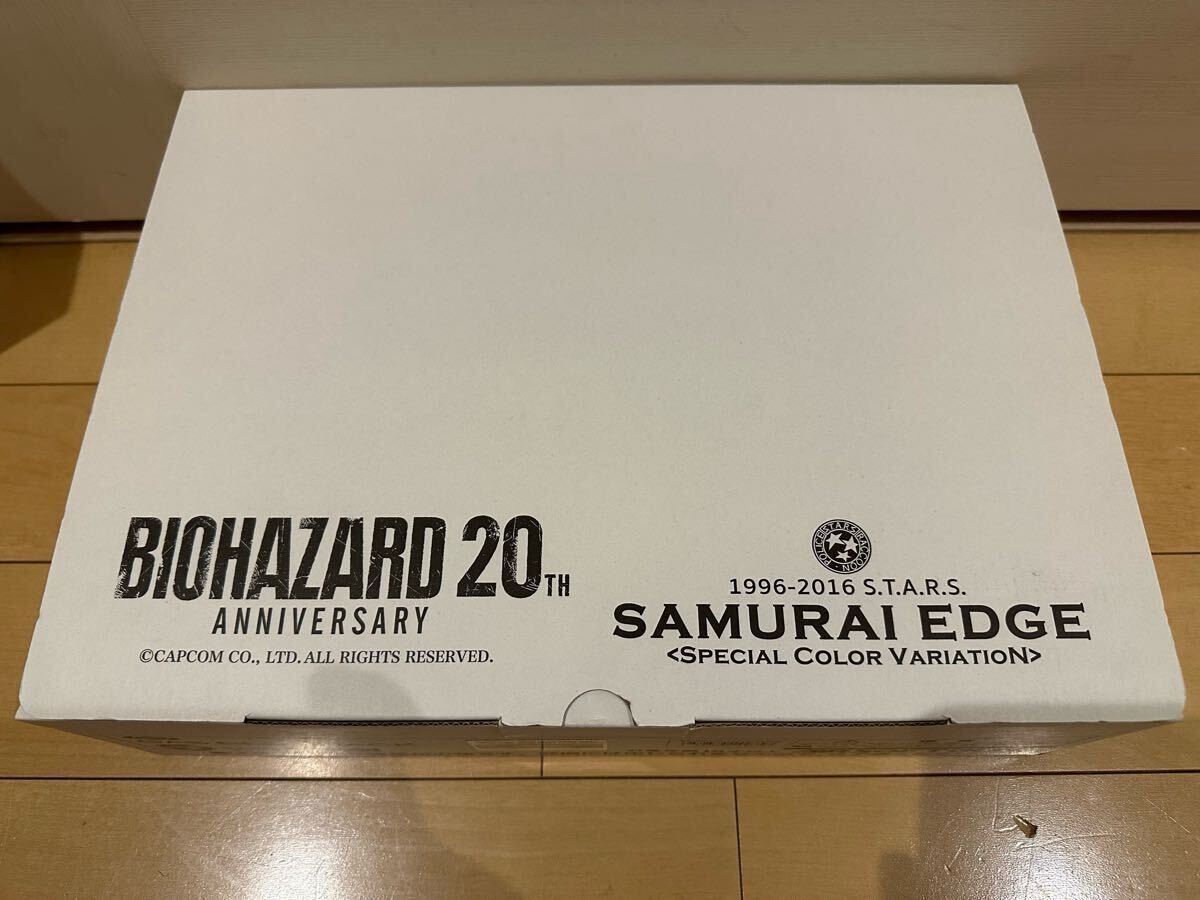 BIOHAZARD 20TH
ANNIVERSARY
©CAPCOM CO., LTD. ALL RIGHTS RESERVED.
1996-2016 S.T.A.R.S.
SAMURAI EDGE
<SPECIAL COLOR VARIATION>